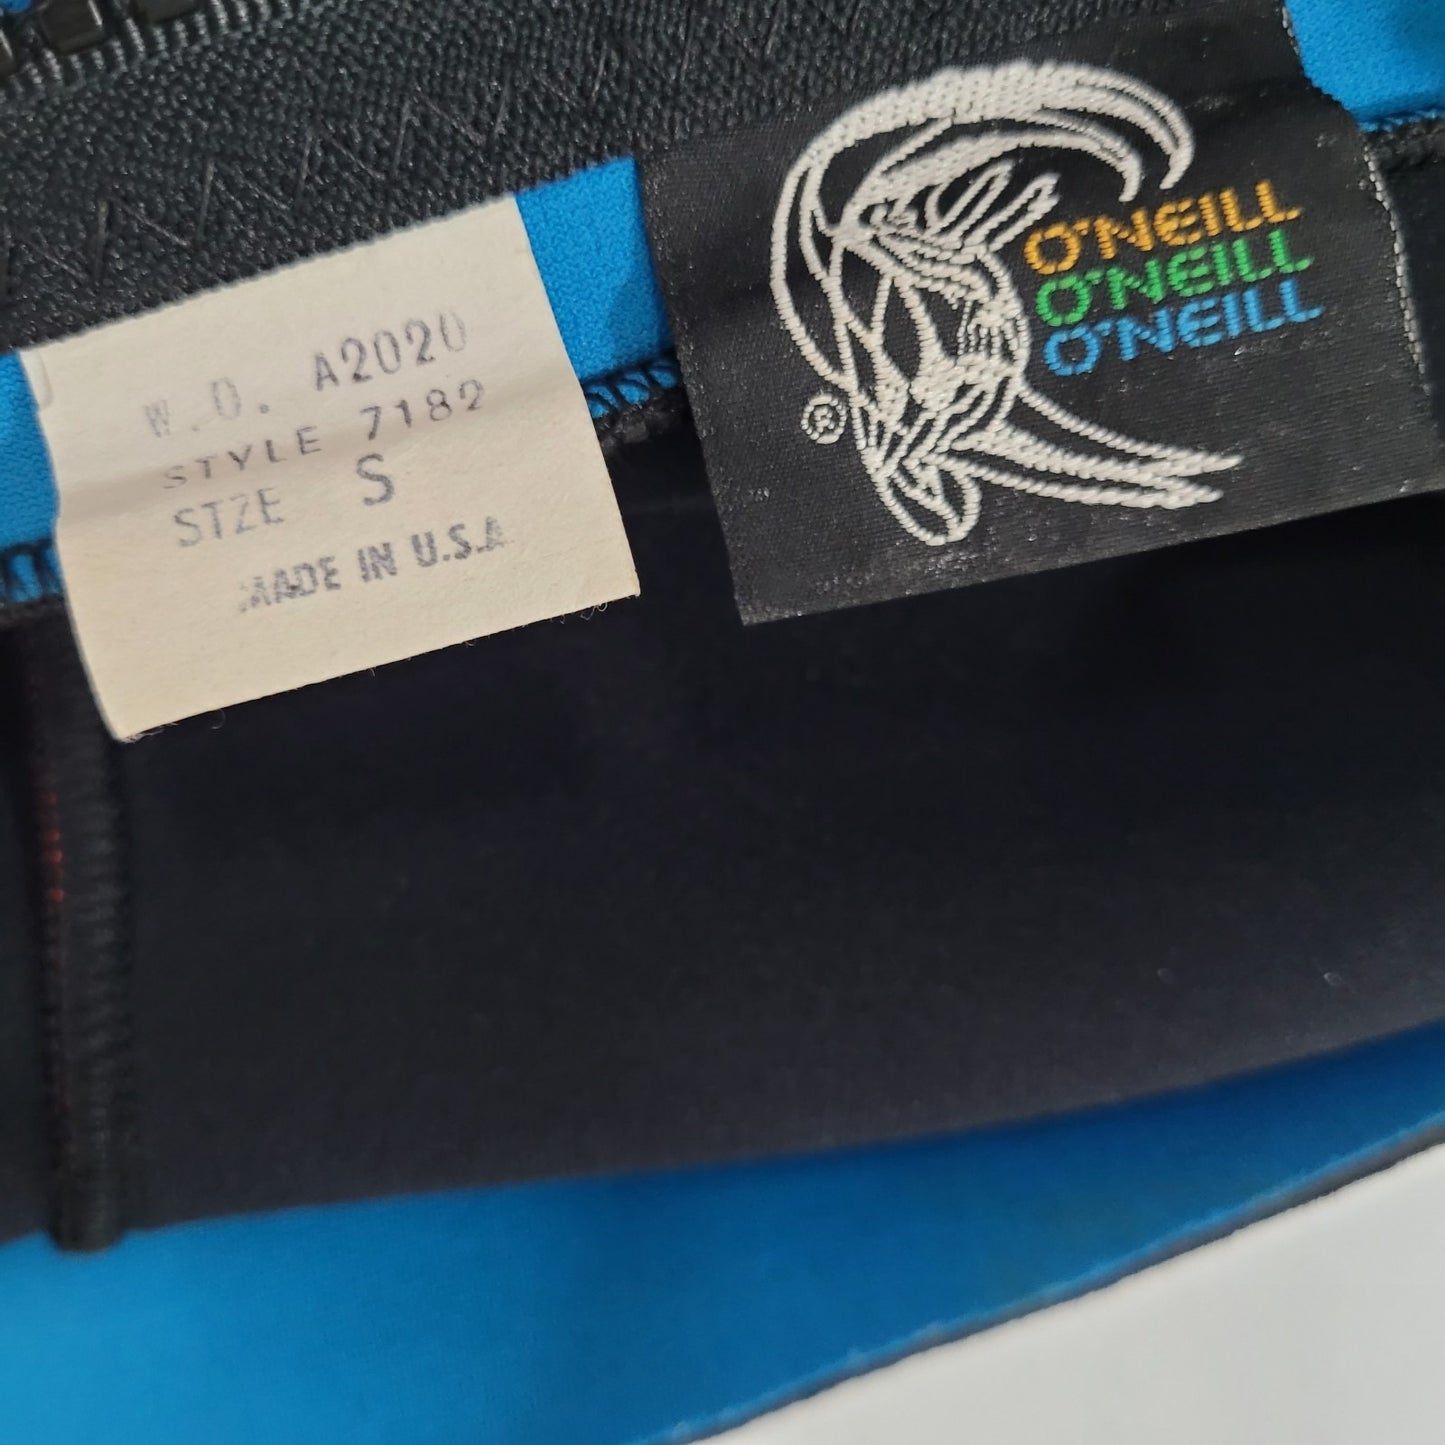 W.O. A2020
STYLE 7182
SIZE S
MADE IN U.S.A
O'NEILL
O'NEILL
O'NEILL
®